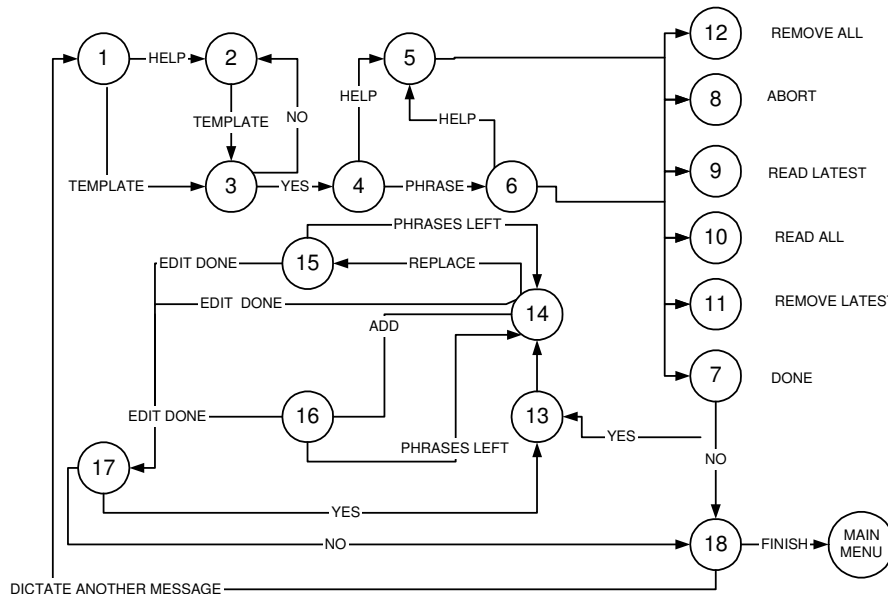 12 REMOVE ALL
1 HELP 2 5
8 ABORT
HELP
TEMPLATE NO HELP
9 READ LATEST
TEMPLATE 3 YES 4 PHRASE 6
PHRASES LEFT
10 READ ALL
EDIT DONE 15 REPLACE
EDIT DONE 14 11 REMOVE LATEST
ADD
7 DONE
EDIT DONE 16 13
YES
PHRASES LEFT
17 NO
YES
NO 18 FINISH MAIN
MENU
DICTATE ANOTHER MESSAGE